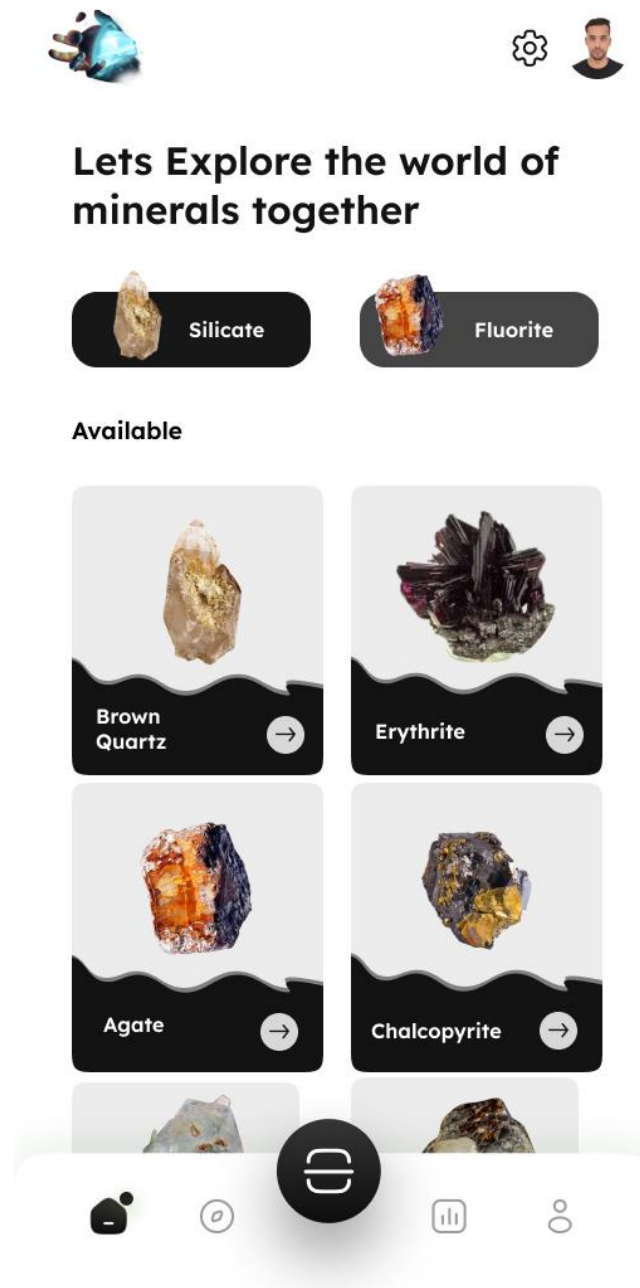 Lets Explore the world of
minerals together
Silicate
Fluorite
Available
Brown
Quartz
Erythrite
Agate
Chalcopyrite